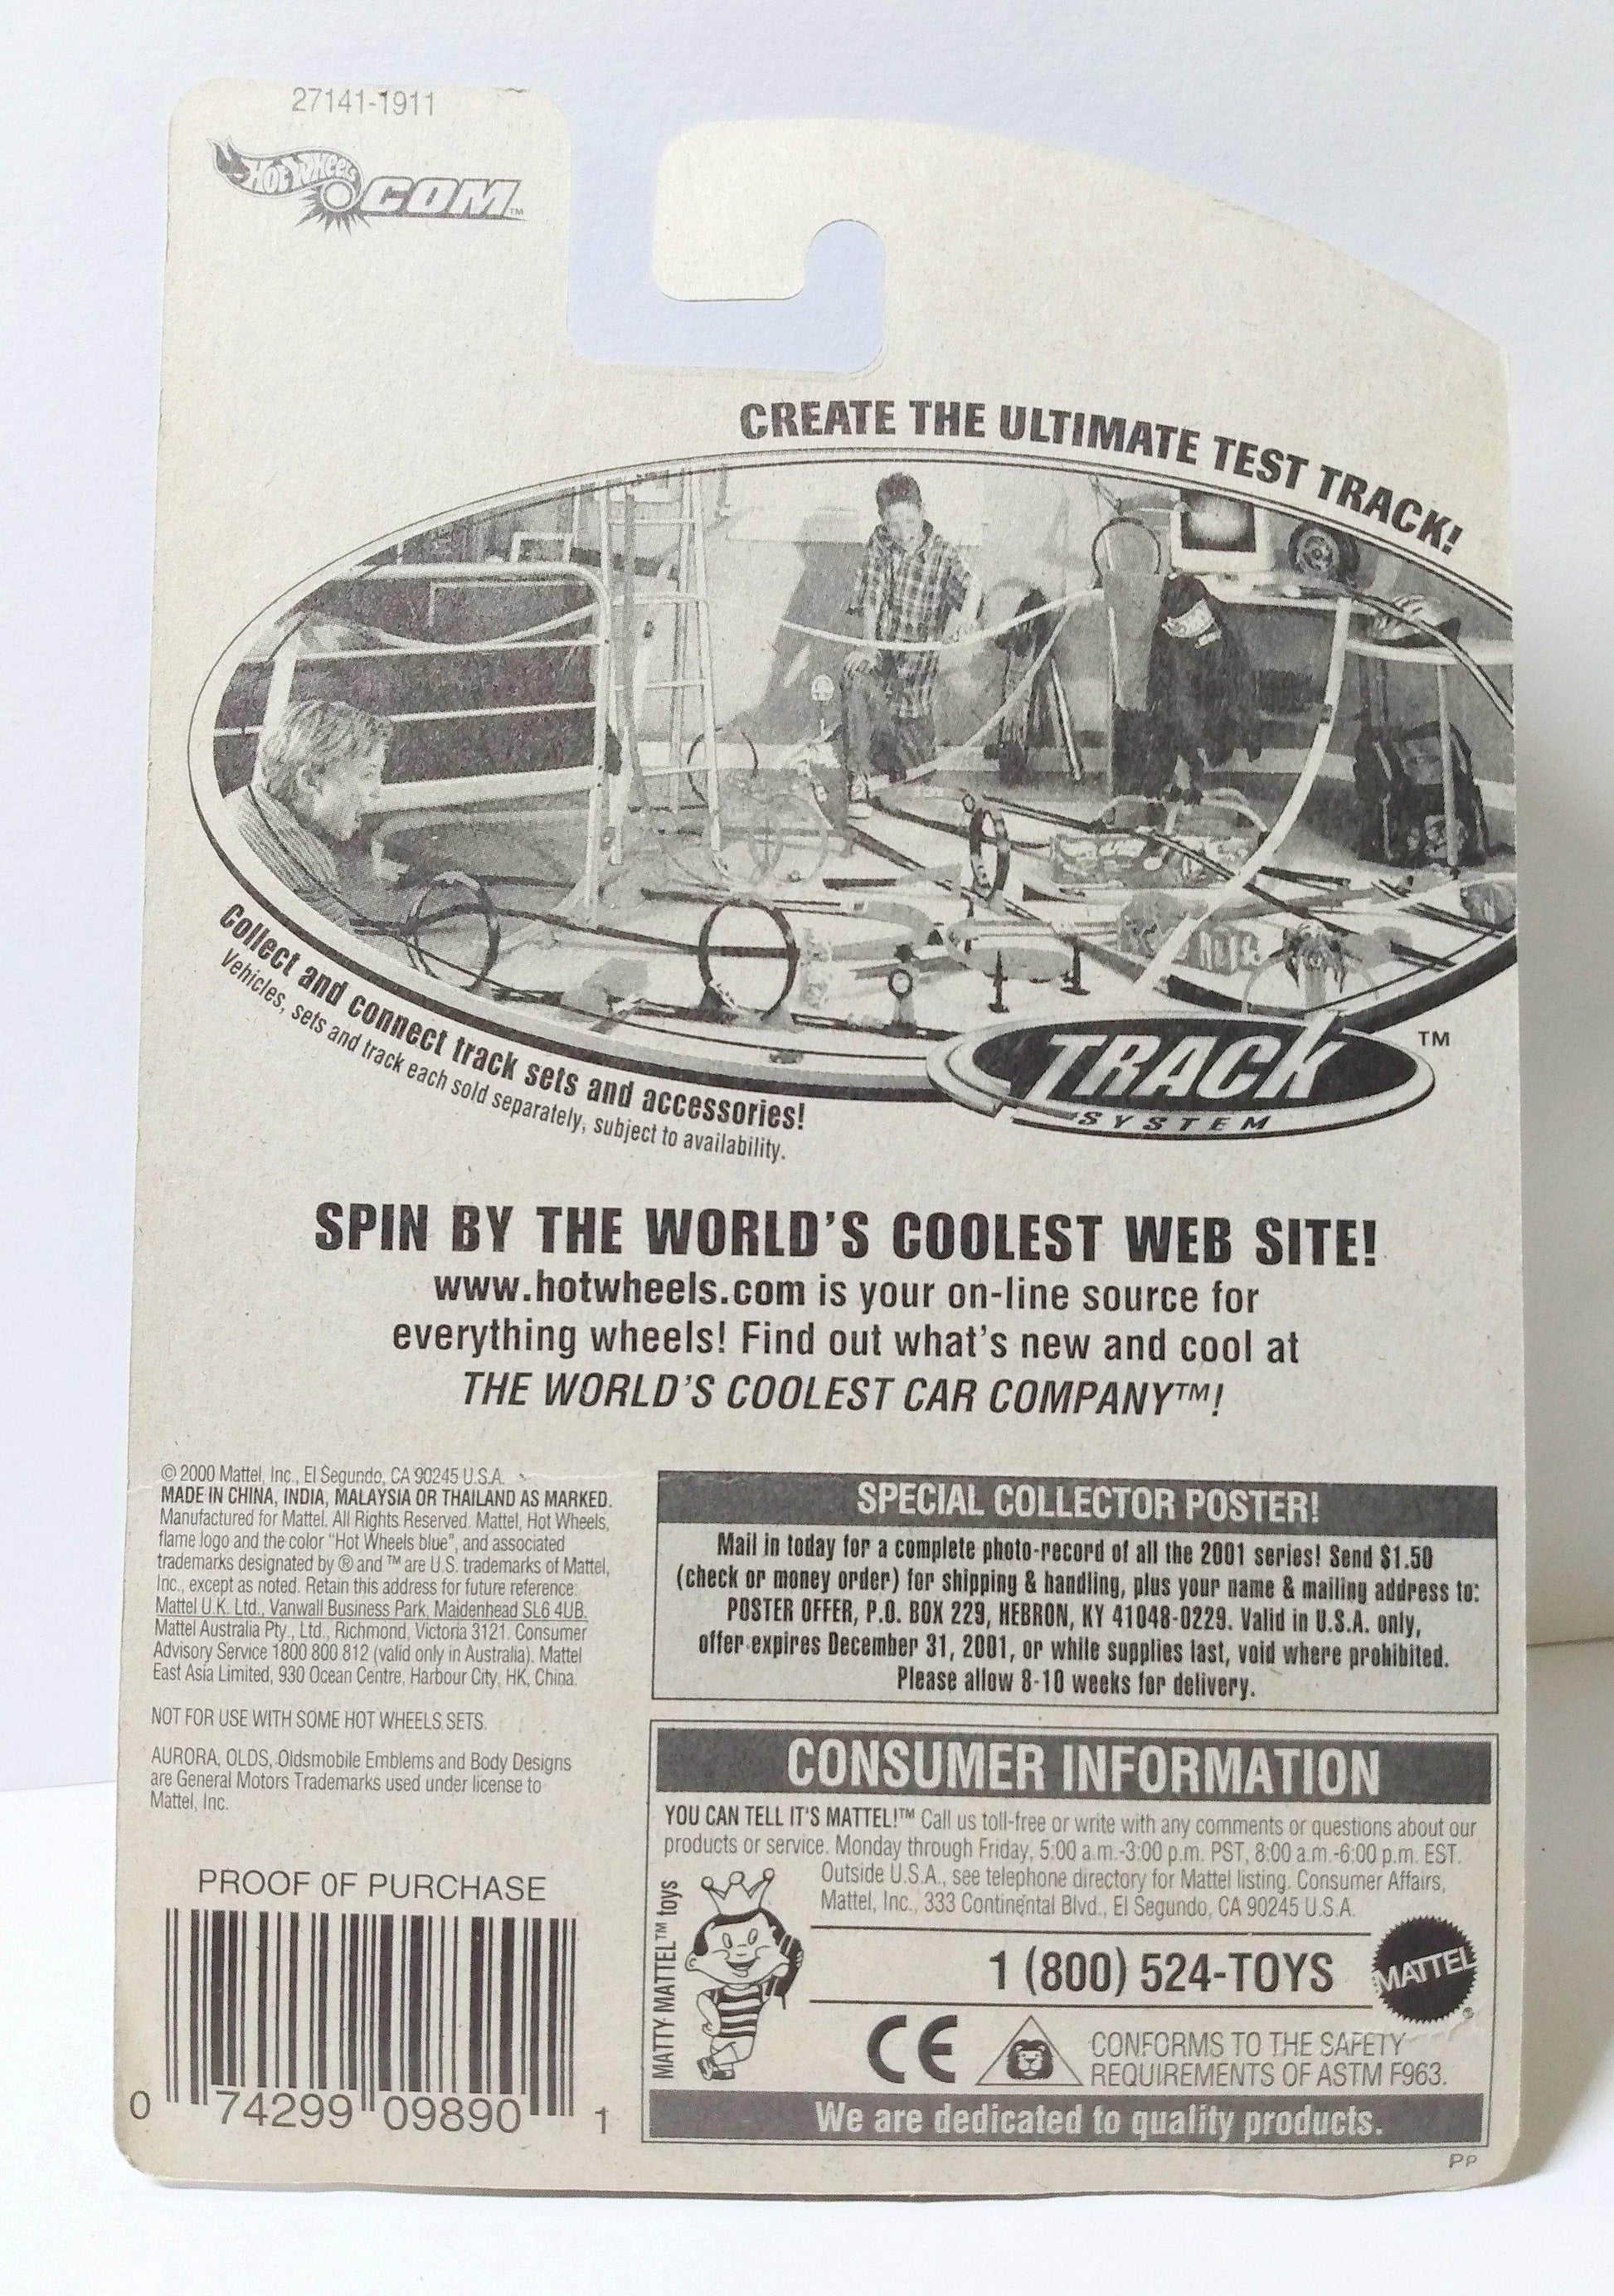 27141-1911
Hot Wheels .COM™
CREATE THE ULTIMATE TEST TRACK!
Collect and connect track sets and accessories!
Vehicles, sets and track each sold separately, subject to availability.
TRACK ™
SYSTEM
SPIN BY THE WORLD'S COOLEST WEB SITE!
www.hotwheels.com is your on-line source for
everything wheels! Find out what's new and cool at
THE WORLD'S COOLEST CAR COMPANY™!
© 2000 Mattel, Inc., El Segundo, CA 90245 U.S.A.
MADE IN CHINA, INDIA, MALAYSIA OR THAILAND AS MARKED.
Manufactured for Mattel. All Rights Reserved. Mattel, Hot Wheels,
flame logo and the color "Hot Wheels blue", and associated
trademarks designated by ® and ™ are U.S. trademarks of Mattel,
Inc., except as noted. Retain this address for future reference:
Mattel U.K. Ltd., Vanwall Business Park, Maidenhead SL6 4UB.
Mattel Australia Pty., Ltd., Richmond, Victoria 3121. Consumer
Advisory Service 1800 800 812 (valid only in Australia). Mattel
East Asia Limited, 930 Ocean Centre, Harbour City, HK, China.
NOT FOR USE WITH SOME HOT WHEELS SETS.
AURORA, OLDS, Oldsmobile Emblems and Body Designs
are General Motors Trademarks used under license to
Mattel, Inc.
PROOF OF PURCHASE
0 74299 09890 1
SPECIAL COLLECTOR POSTER!
Mail in today for a complete photo-record of all the 2001 series! Send $1.50
(check or money order) for shipping & handling, plus your name & mailing address to:
POSTER OFFER, P.O. BOX 229, HEBRON, KY 41048-0229. Valid in U.S.A. only,
offer expires December 31, 2001, or while supplies last, void where prohibited.
Please allow 8-10 weeks for delivery.
CONSUMER INFORMATION
YOU CAN TELL IT'S MATTEL!™ Call us toll-free or write with any comments or questions about our
products or service. Monday through Friday, 5:00 a.m.-3:00 p.m. PST, 8:00 a.m.-6:00 p.m. EST.
Outside U.S.A., see telephone directory for Mattel listing. Consumer Affairs,
Mattel, Inc., 333 Continental Blvd., El Segundo, CA 90245 U.S.A.
MATTY MATTEL™ toys
1 (800) 524-TOYS
MATTEL ®
CE
CONFORMS TO THE SAFETY
REQUIREMENTS OF ASTM F963.
We are dedicated to quality products.
PP